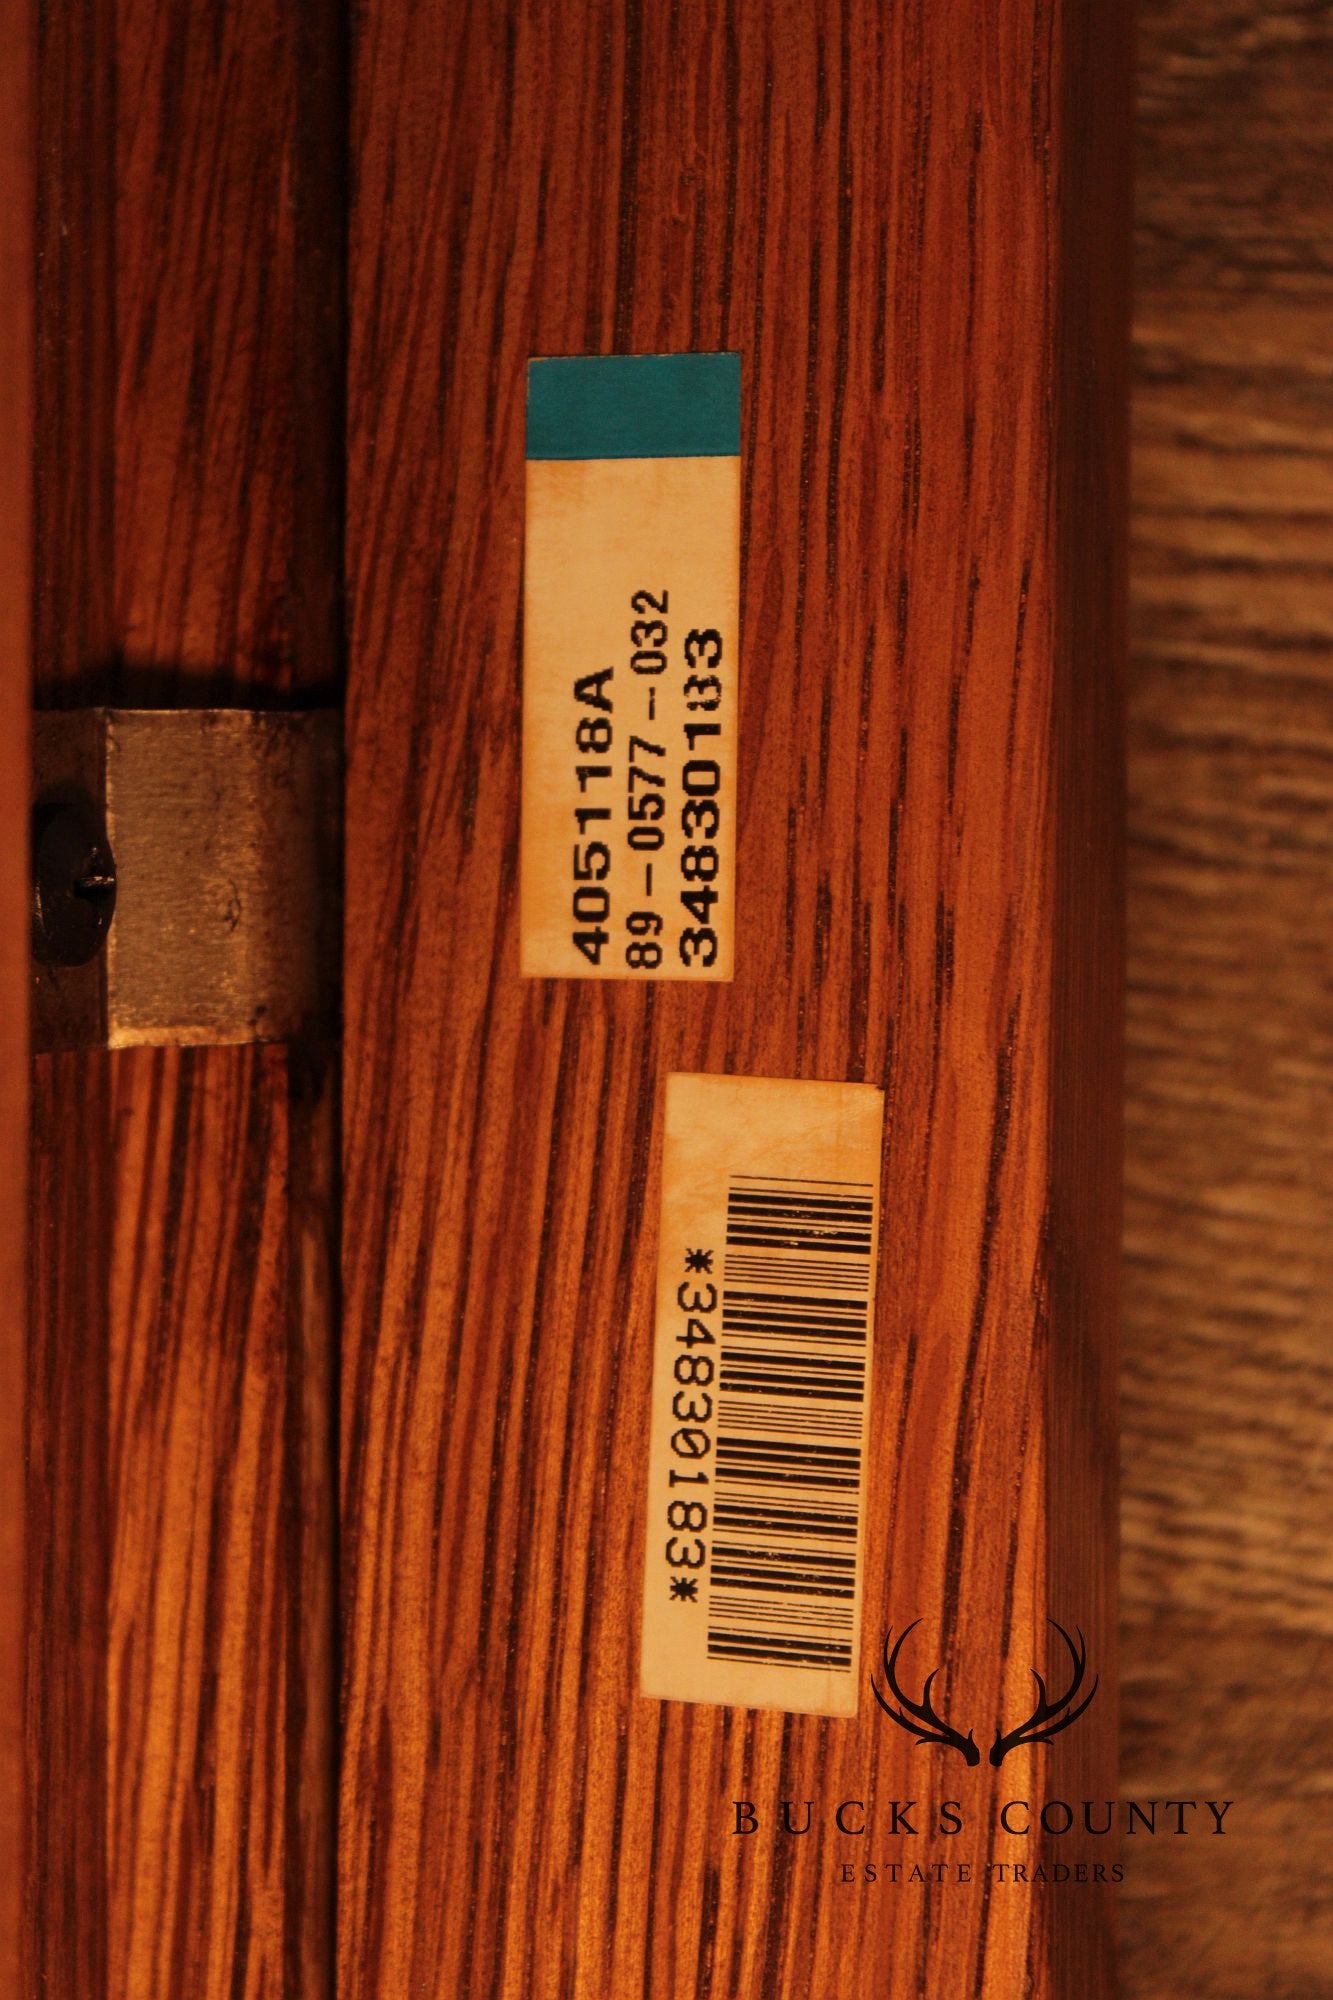 405118A
89-0577-032
34830183
*34830183*
BUCKS COUNTY
ESTATE TRADERS